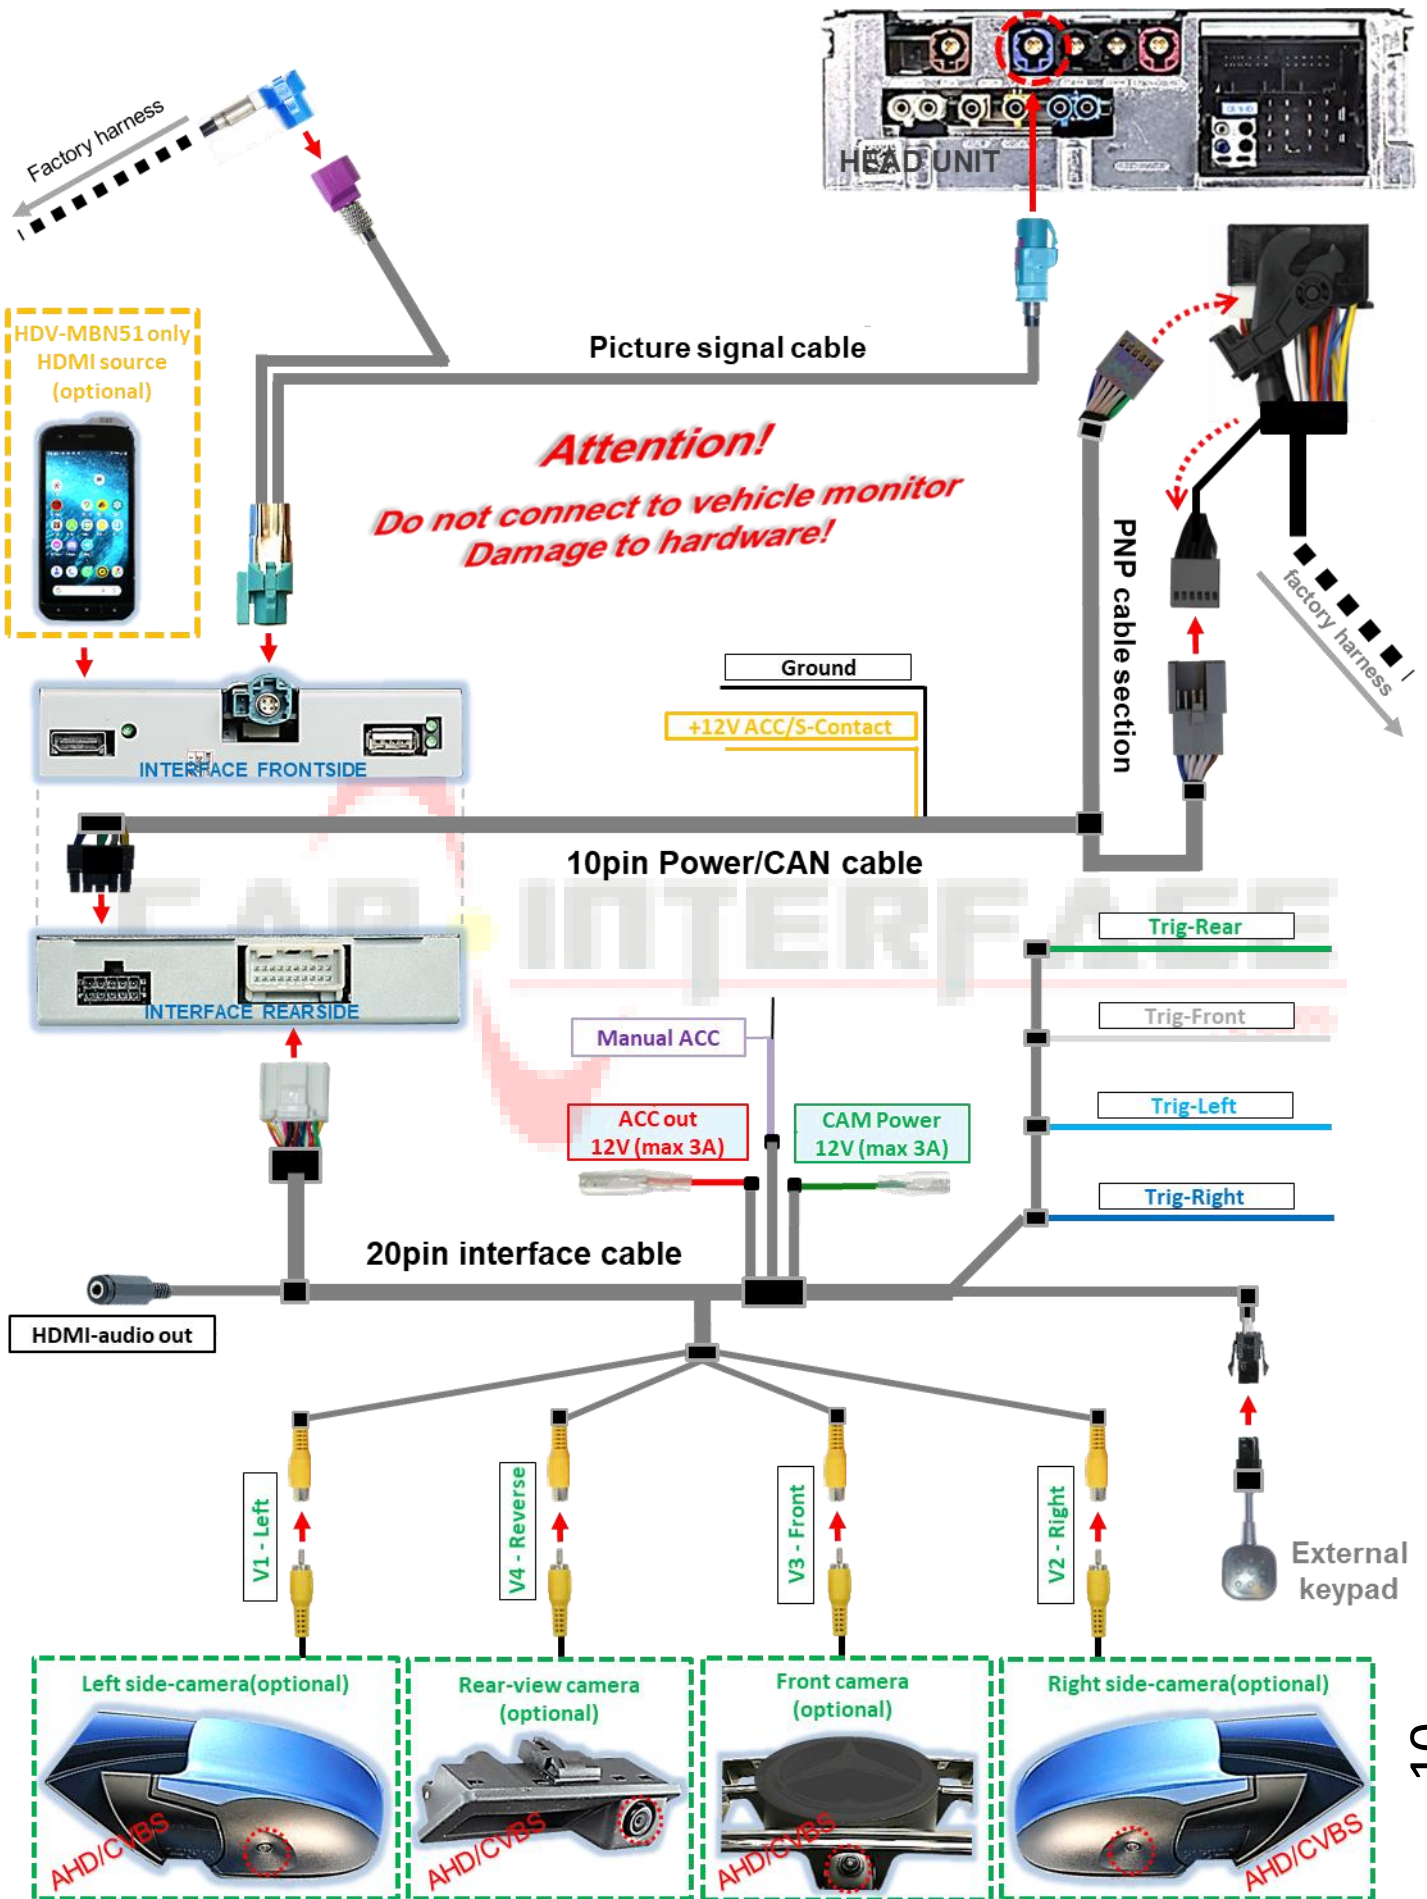 Factory harness
HEAD UNIT
HDV-MBN51 only
HDMI source
(optional)
Picture signal cable
Attention!
Do not connect to vehicle monitor
Damage to hardware!
PNP cable section
factory harness
Ground
+12V ACC/S-Contact
INTERFACE FRONTSIDE
10pin Power/CAN cable
CAR INTERFACE
INTERFACE REARSIDE
Trig-Rear
Trig-Front
Trig-Left
Trig-Right
Manual ACC
ACC out
12V (max 3A)
CAM Power
12V (max 3A)
20pin interface cable
HDMI-audio out
V1 - Left
V4 - Reverse
V3 - Front
V2 - Right
External
keypad
Left side-camera(optional)
AHD/CVBS
Rear-view camera
(optional)
AHD/CVBS
Front camera
(optional)
AHD/CVBS
Right side-camera(optional)
AHD/CVBS